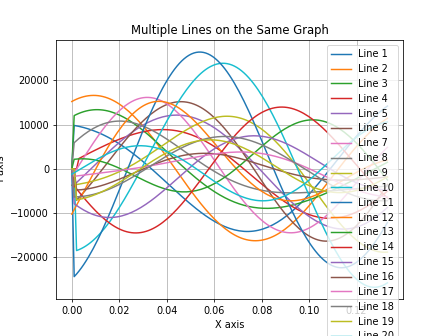 Multiple Lines on the Same Graph
20000
10000
0
−10000
−20000
0.00 0.02 0.04 0.06 0.08 0.10
X axis
Line 1
Line 2
Line 3
Line 4
Line 5
Line 6
Line 7
Line 8
Line 9
Line 10
Line 11
Line 12
Line 13
Line 14
Line 15
Line 16
Line 17
Line 18
Line 19
Line 20